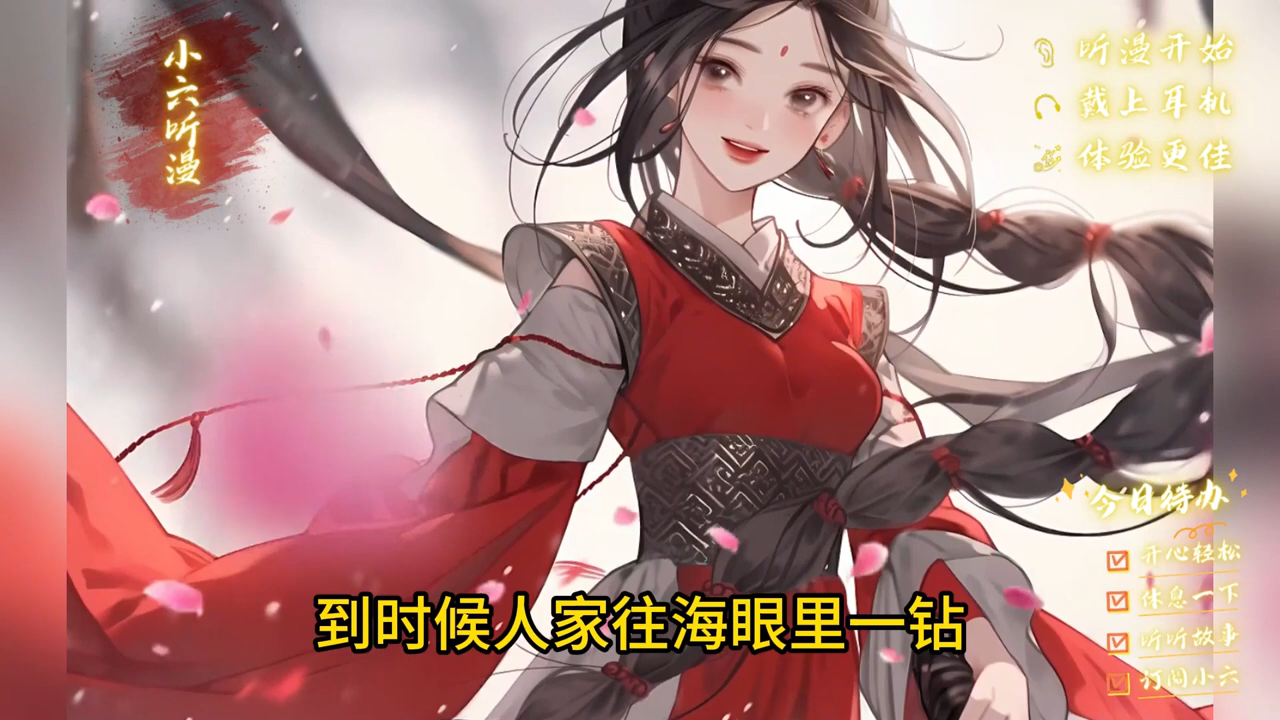 小六听漫
听漫开始
戴上耳机
体验更佳
今日待办
开心轻松
休息一下
听听故事
订阅小六
到时候人家往海眼里一钻